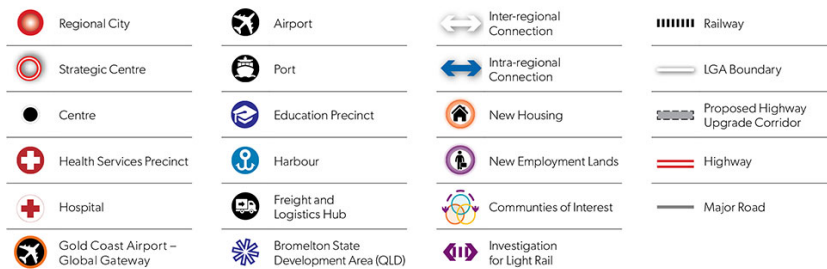 Regional City
Strategic Centre
Centre
Health Services Precinct
Hospital
Gold Coast Airport –
Global Gateway
Airport
Port
Education Precinct
Harbour
Freight and
Logistics Hub
Bromelton State
Development Area (QLD)
Inter-regional
Connection
Intra-regional
Connection
New Housing
New Employment Lands
Communties of Interest
Investigation
for Light Rail
Railway
LGA Boundary
Proposed Highway
Upgrade Corridor
Highway
Major Road